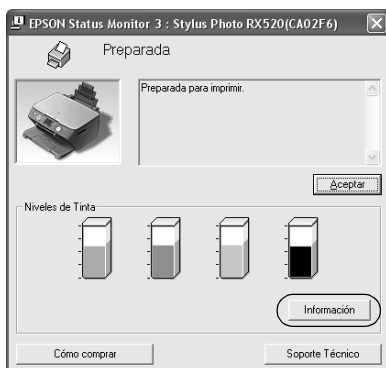 EPSON Status Monitor 3 : Stylus Photo RX520(CA02F6)
Preparada
Preparada para imprimir.
Aceptar
Niveles de Tinta
Información
Cómo comprar
Soporte Técnico